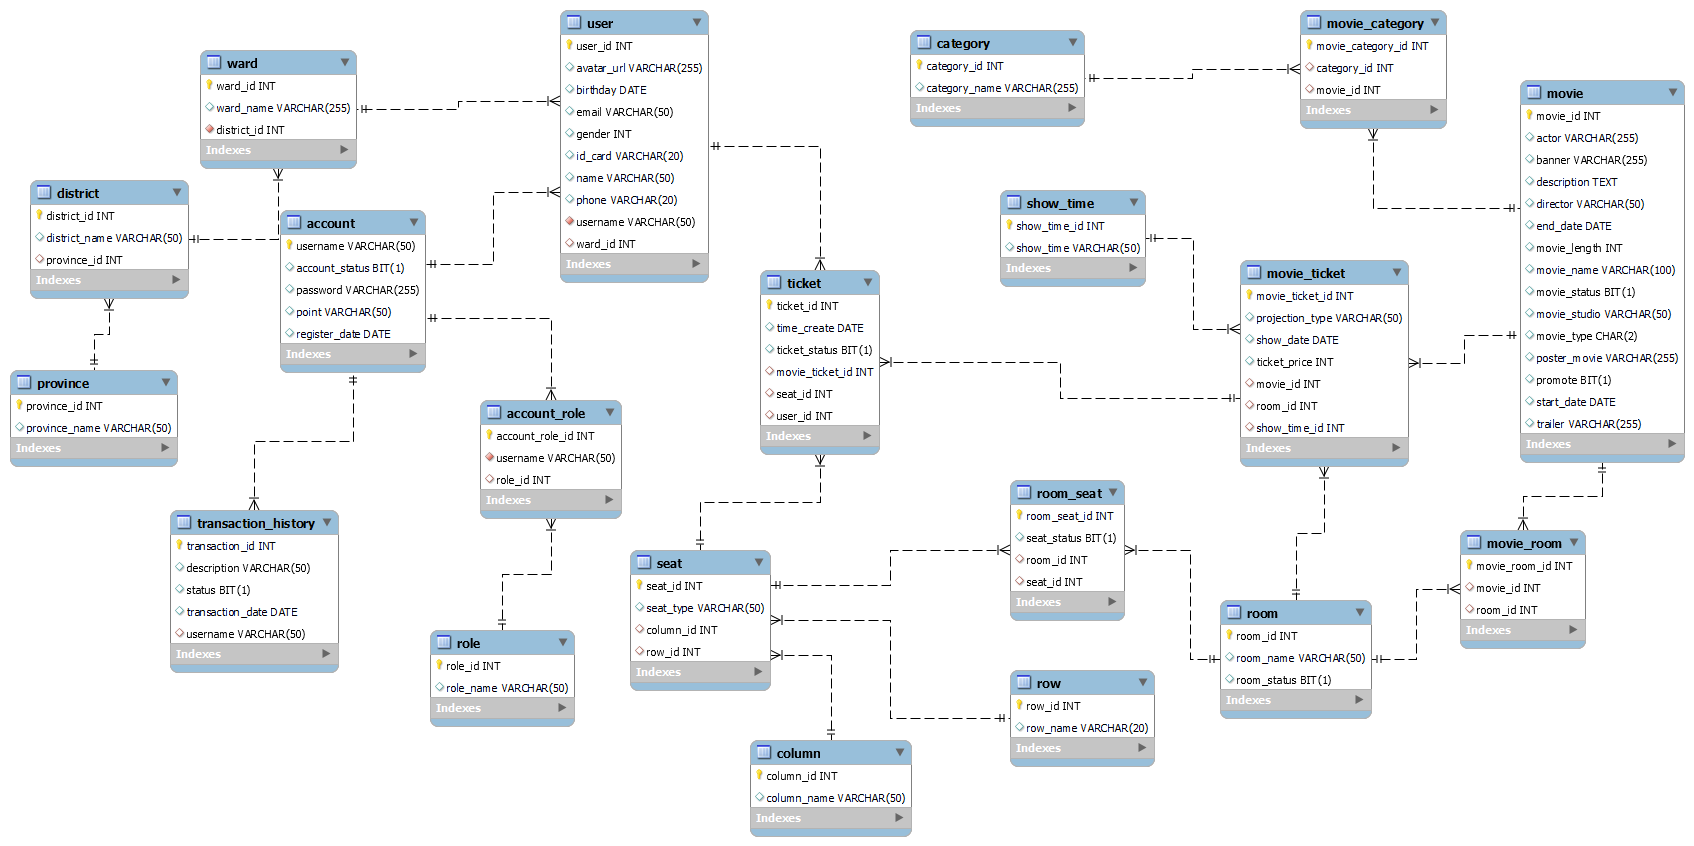 user
user_id INT
avatar_url VARCHAR(255)
birthday DATE
email VARCHAR(50)
gender INT
id_card VARCHAR(20)
name VARCHAR(50)
phone VARCHAR(20)
username VARCHAR(50)
ward_id INT
Indexes
ward
ward_id INT
ward_name VARCHAR(255)
district_id INT
Indexes
district
district_id INT
district_name VARCHAR(50)
province_id INT
Indexes
account
username VARCHAR(50)
account_status BIT(1)
password VARCHAR(255)
point VARCHAR(50)
register_date DATE
Indexes
province
province_id INT
province_name VARCHAR(50)
Indexes
account_role
account_role_id INT
username VARCHAR(50)
role_id INT
Indexes
transaction_history
transaction_id INT
description VARCHAR(50)
status BIT(1)
transaction_date DATE
username VARCHAR(50)
Indexes
role
role_id INT
role_name VARCHAR(50)
Indexes
category
category_id INT
category_name VARCHAR(255)
Indexes
movie_category
movie_category_id INT
category_id INT
movie_id INT
Indexes
movie
movie_id INT
actor VARCHAR(255)
banner VARCHAR(255)
description TEXT
director VARCHAR(50)
end_date DATE
movie_length INT
movie_name VARCHAR(100)
movie_status BIT(1)
movie_studio VARCHAR(50)
movie_type CHAR(2)
poster_movie VARCHAR(255)
promote BIT(1)
start_date DATE
trailer VARCHAR(255)
Indexes
show_time
show_time_id INT
show_time VARCHAR(50)
Indexes
movie_ticket
movie_ticket_id INT
projection_type VARCHAR(50)
show_date DATE
ticket_price INT
movie_id INT
room_id INT
show_time_id INT
Indexes
ticket
ticket_id INT
time_create DATE
ticket_status BIT(1)
movie_ticket_id INT
seat_id INT
user_id INT
Indexes
room_seat
room_seat_id INT
seat_status BIT(1)
room_id INT
seat_id INT
Indexes
movie_room
movie_room_id INT
movie_id INT
room_id INT
Indexes
seat
seat_id INT
seat_type VARCHAR(50)
column_id INT
row_id INT
Indexes
room
room_id INT
room_name VARCHAR(50)
room_status BIT(1)
Indexes
row
row_id INT
row_name VARCHAR(20)
Indexes
column
column_id INT
column_name VARCHAR(50)
Indexes